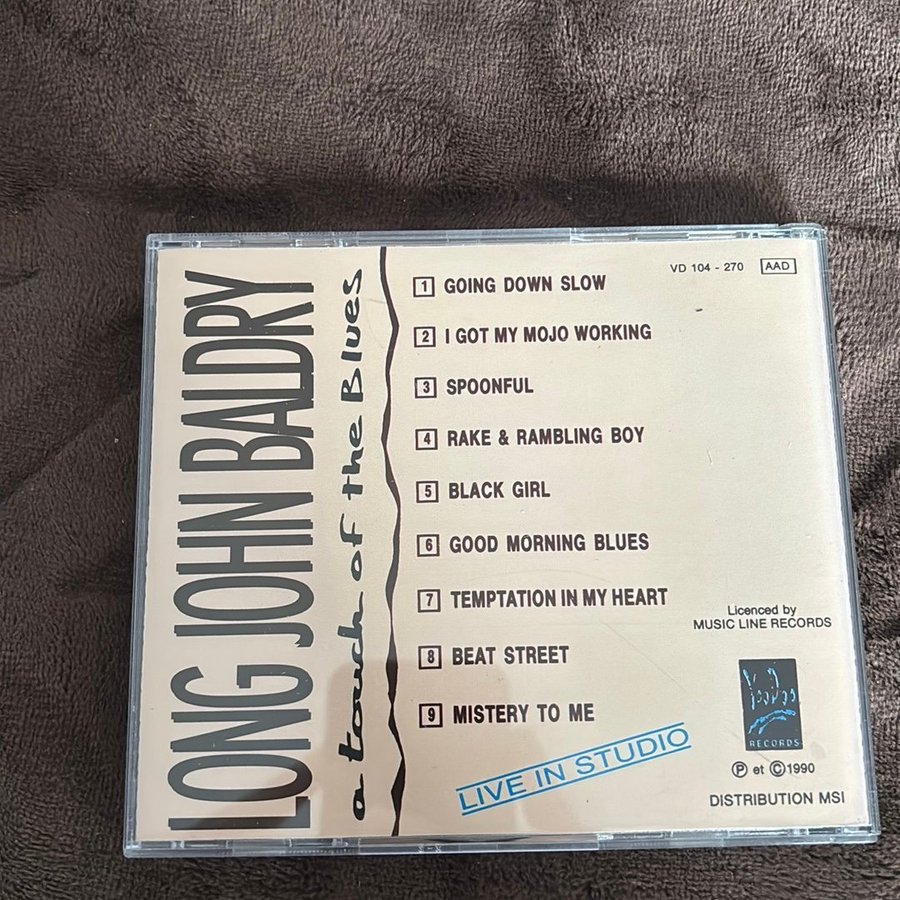 LONG JOHN BALDRY
a touch of the Blues
VD 104 - 270 AAD
1 GOING DOWN SLOW
2 I GOT MY MOJO WORKING
3 SPOONFUL
4 RAKE & RAMBLING BOY
5 BLACK GIRL
6 GOOD MORNING BLUES
7 TEMPTATION IN MY HEART
8 BEAT STREET
9 MISTERY TO ME
LIVE IN STUDIO
Licenced by
MUSIC LINE RECORDS
RECORDS
Ⓟ et ©1990
DISTRIBUTION MSI